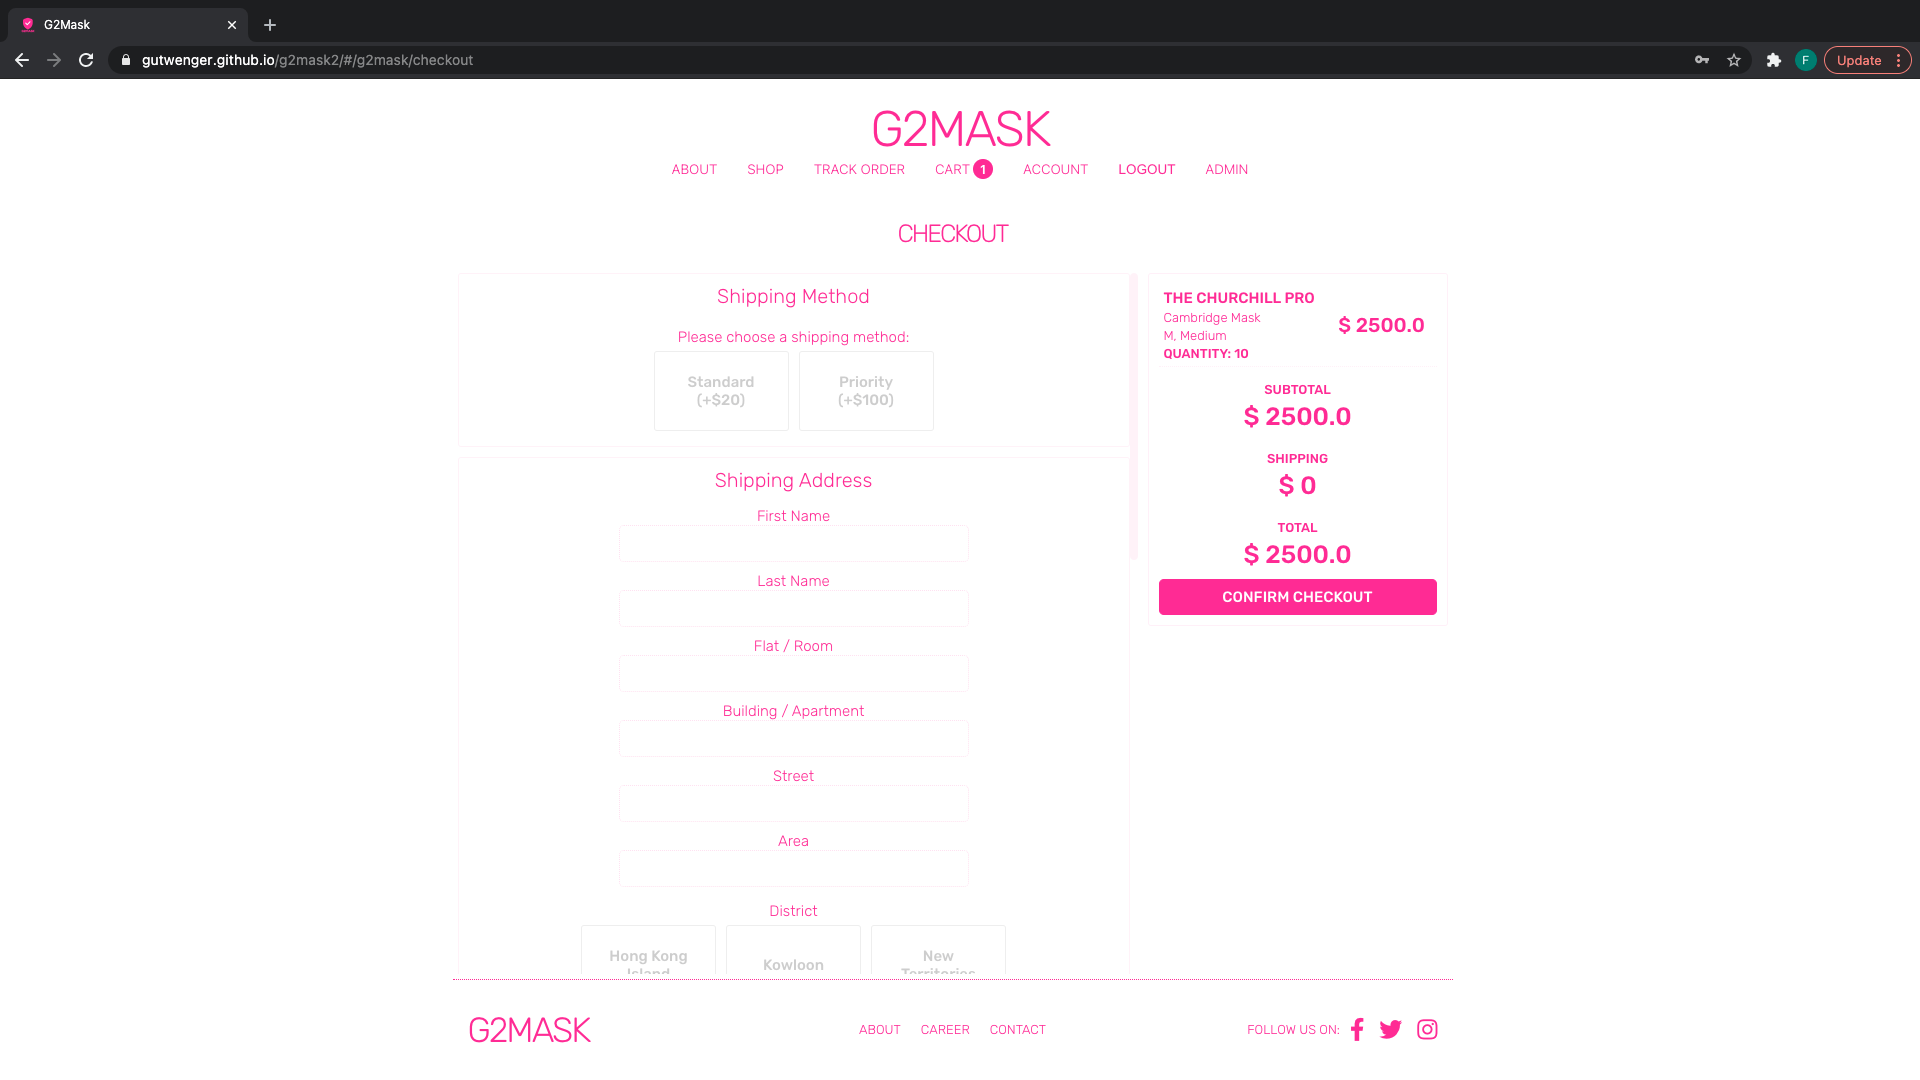 G2Mask
gutwenger.github.io/g2mask2/#/g2mask/checkout
F
Update
G2MASK
ABOUT SHOP TRACK ORDER CART 1 ACCOUNT LOGOUT ADMIN
CHECKOUT
Shipping Method
Please choose a shipping method:
Standard
(+$20)
Priority
(+$100)
Shipping Address
First Name
Last Name
Flat / Room
Building / Apartment
Street
Area
District
Hong Kong
Island
Kowloon
New
Territories
THE CHURCHILL PRO
Cambridge Mask
M, Medium
QUANTITY: 10
$ 2500.0
SUBTOTAL
$ 2500.0
SHIPPING
$ 0
TOTAL
$ 2500.0
CONFIRM CHECKOUT
G2MASK
ABOUT CAREER CONTACT
FOLLOW US ON: